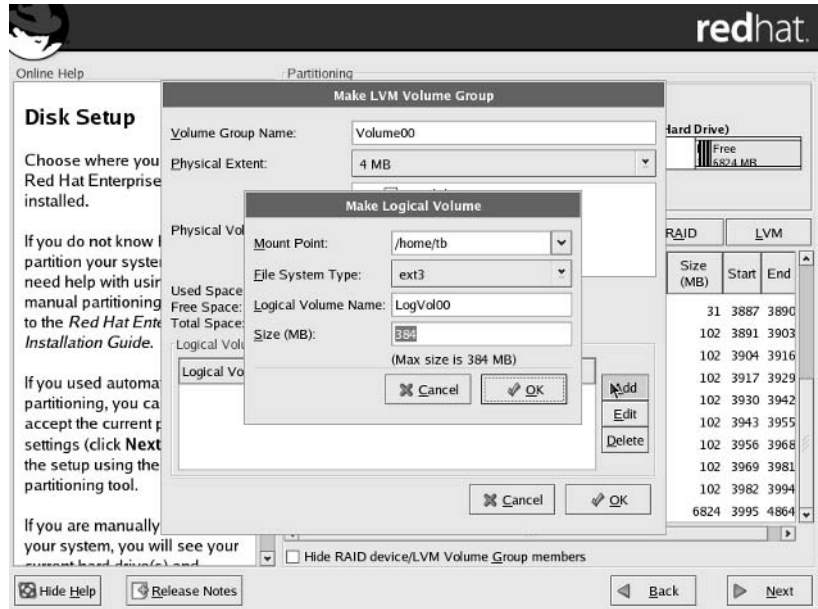 redhat.
Online Help
Partitioning
Disk Setup
Choose where you
Red Hat Enterprise
installed.
If you do not know
partition your system
need help with using
manual partitioning
to the Red Hat Ente
Installation Guide.
If you used automa
partitioning, you ca
accept the current p
settings (click Next
the setup using the
partitioning tool.
If you are manually
your system, you will see your
current hard drive(s) and
Make LVM Volume Group
Volume Group Name: Volume00
Physical Extent: 4 MB
Physical Vol
Used Space
Free Space:
Total Space:
Logical Volu
Logical Vo
Make Logical Volume
Mount Point: /home/tb
File System Type: ext3
Logical Volume Name: LogVol00
Size (MB): 384
(Max size is 384 MB)
Cancel OK
Add
Edit
Delete
Cancel OK
Hard Drive)
Free
6824 MB
RAID LVM
Size (MB) Start End
31 3887 3890
102 3891 3903
102 3904 3916
102 3917 3929
102 3930 3942
102 3943 3955
102 3956 3968
102 3969 3981
102 3982 3994
6824 3995 4864
Hide RAID device/LVM Volume Group members
Hide Help Release Notes Back Next